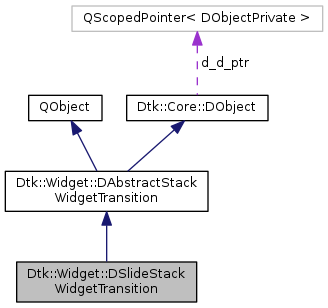 QScopedPointer< DObjectPrivate >
d_d_ptr
QObject
Dtk::Core::DObject
Dtk::Widget::DAbstractStack
WidgetTransition
Dtk::Widget::DSlideStack
WidgetTransition